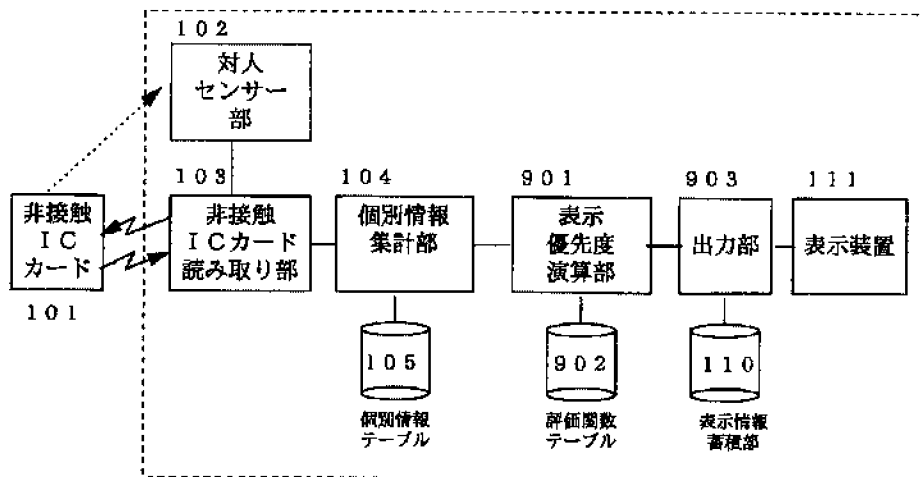 102
対人
センサー
部
103
104
901
903
111
非接触
IC
カード
非接触
ICカード
読み取り部
個別情報
集計部
表示
優先度
演算部
出力部
表示装置
101
105
902
110
個別情報
テーブル
評価関数
テーブル
表示情報
蓄積部